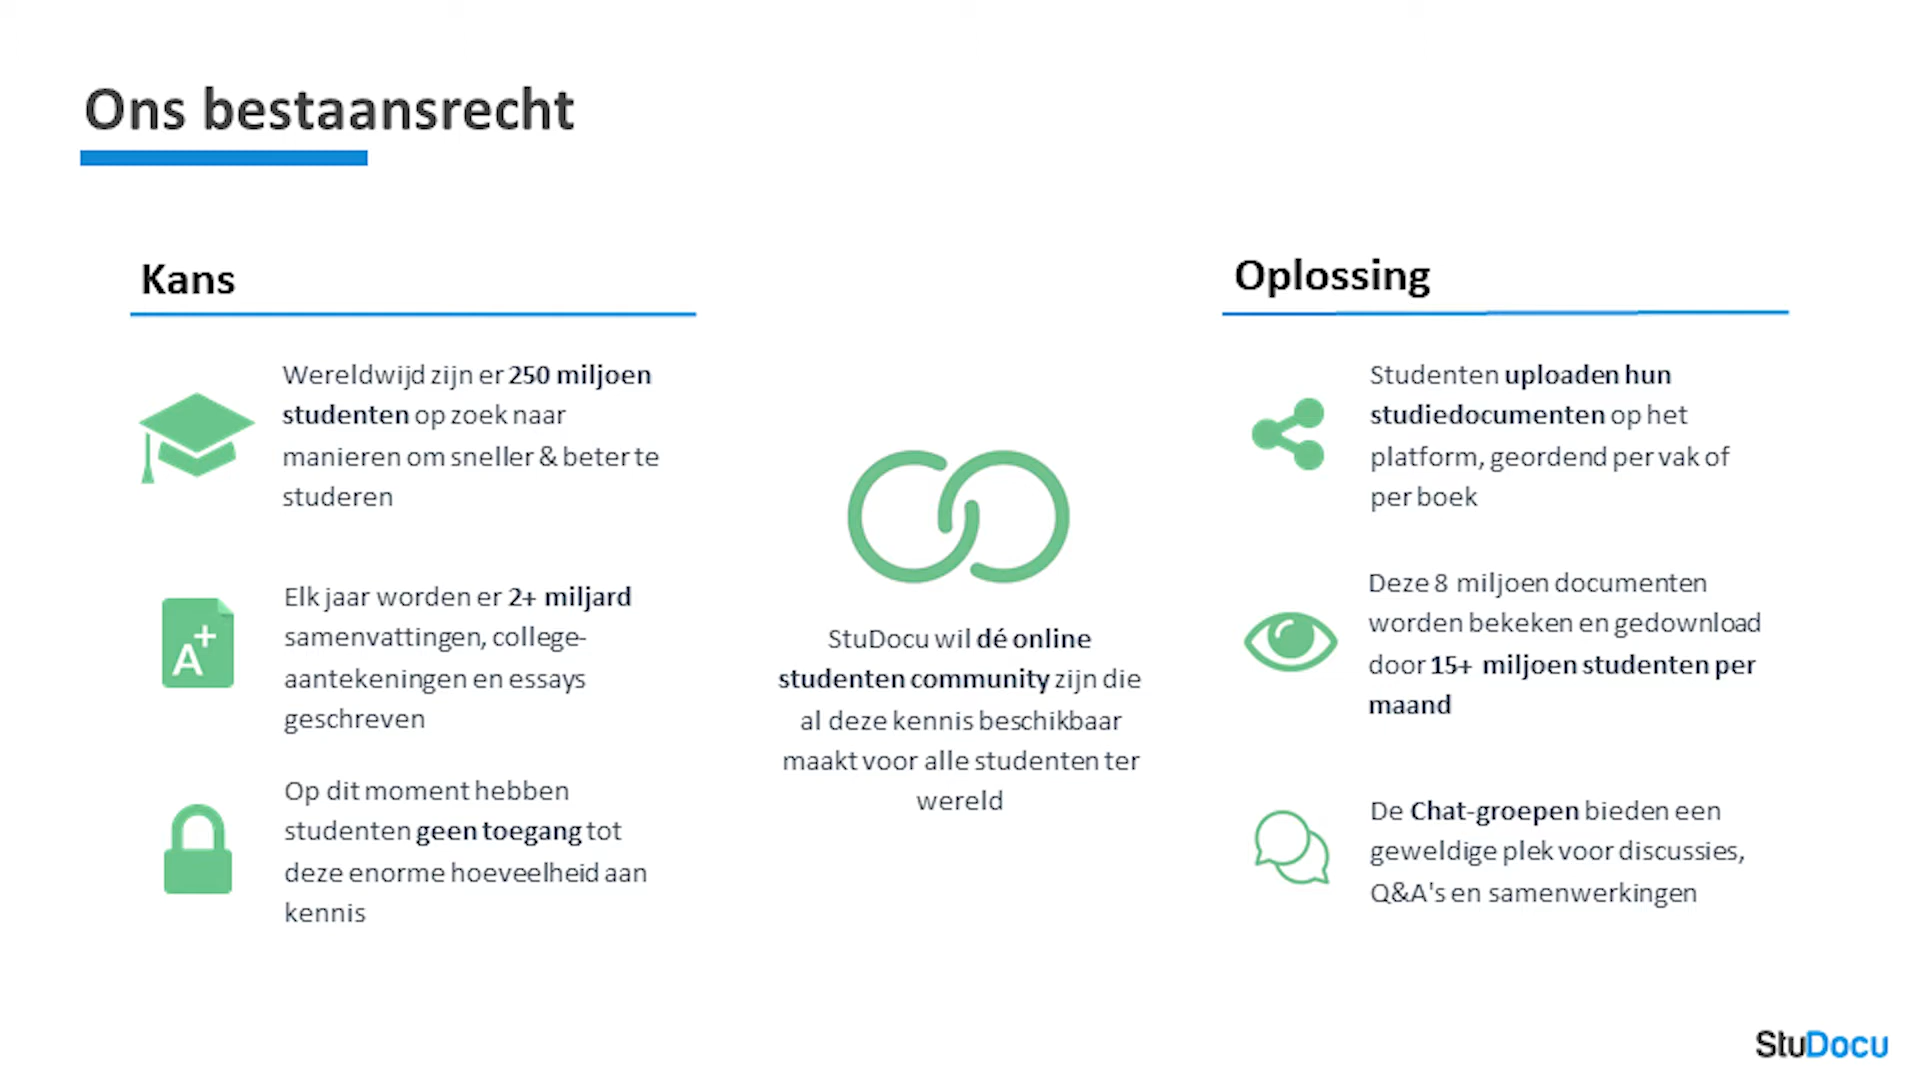 Ons bestaansrecht
Kans
Wereldwijd zijn er 250 miljoen
studenten op zoek naar
manieren om sneller & beter te
studeren
A+
Elk jaar worden er 2+ miljard
samenvattingen, college-
aantekeningen en essays
geschreven
Op dit moment hebben
studenten geen toegang tot
deze enorme hoeveelheid aan
kennis
StuDocu wil dé online
studenten community zijn die
al deze kennis beschikbaar
maakt voor alle studenten ter
wereld
Oplossing
Studenten uploaden hun
studiedocumenten op het
platform, geordend per vak of
per boek
Deze 8 miljoen documenten
worden bekeken en gedownload
door 15+ miljoen studenten per
maand
De Chat-groepen bieden een
geweldige plek voor discussies,
Q&A's en samenwerkingen
StuDocu